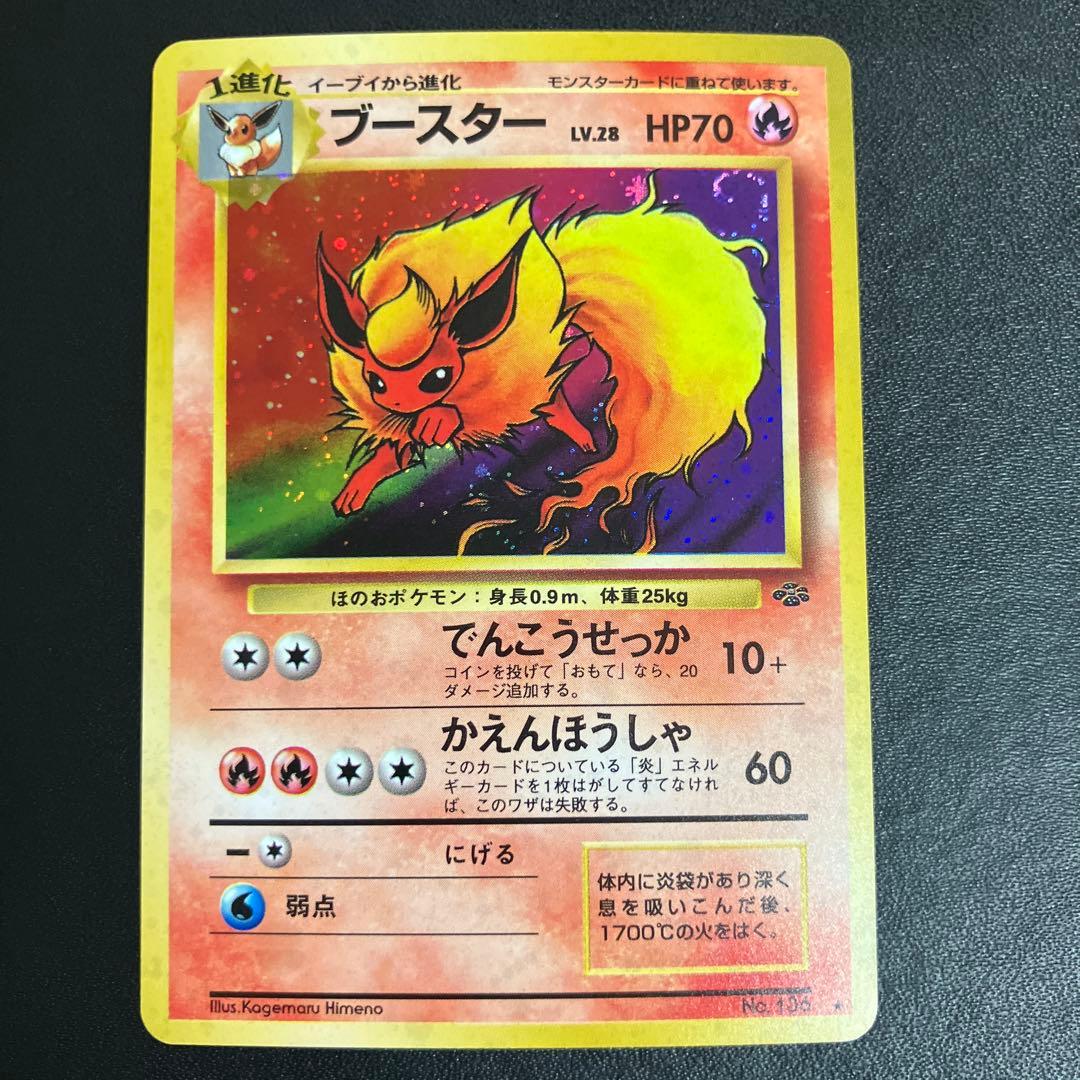 1進化 イーブイから進化 モンスターカードに重ねて使います。
ブースター LV.28 HP70
ほのおポケモン：身長0.9m、体重25kg
でんこうせっか 10+
コインを投げて「おもて」なら、20
ダメージ追加する。
かえんほうしゃ 60
このカードについている「炎」エネル
ギーカードを1枚はがしてすてなけれ
ば、このワザは失敗する。
ー にげる
弱点
体内に炎袋があり深く
息を吸いこんだ後、
1700℃の火をはく。
Illus.Kagemaru Himeno No. 136 ★